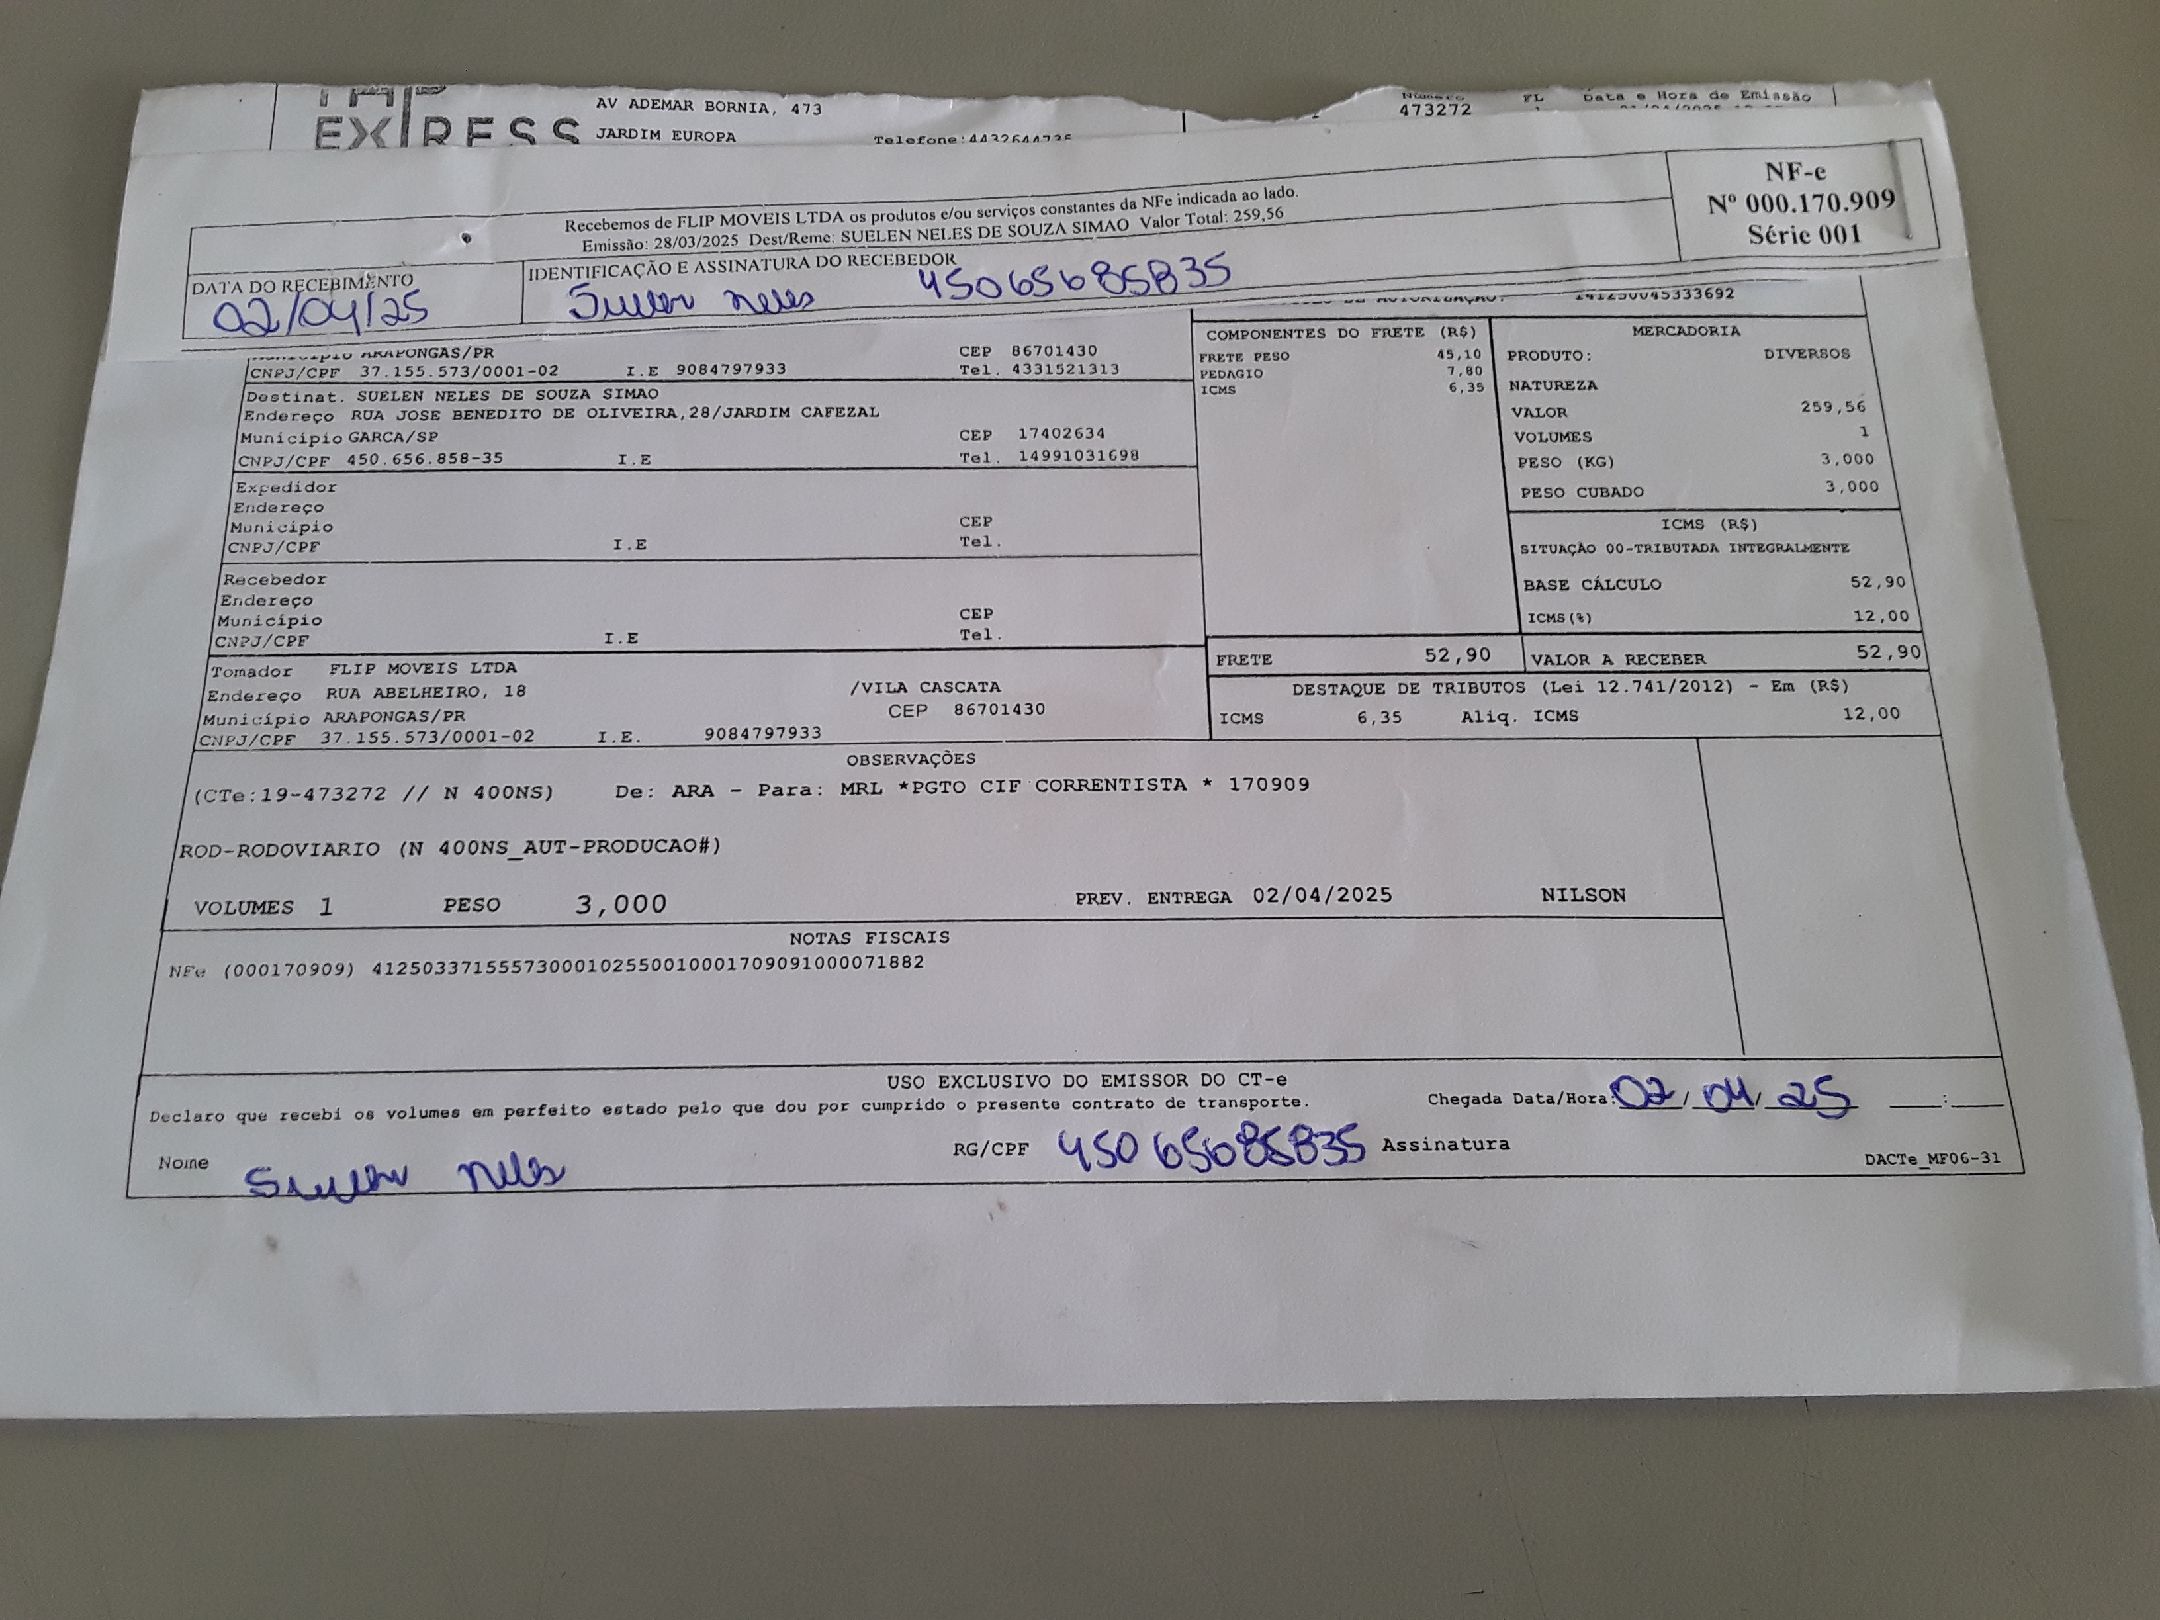 EXPRESS
AV ADEMAR BORNIA, 473
JARDIM EUROPA
473272
FL
Data e Hora de Emissão
NF-e
Nº 000.170.909
Série 001
Recebemos de FLIP MOVEIS LTDA os produtos e/ou serviços constantes da NFe indicada ao lado.
Emissão: 28/03/2025 Dest/Reme: SUELEN NELES DE SOUZA SIMAO Valor Total: 259,56
DATA DO RECEBIMENTO
02/04/25
IDENTIFICAÇÃO E ASSINATURA DO RECEBEDOR
Suelen Neles 45065685835
Município ARAPONGAS/PR CEP 86701430
CNPJ/CPF 37.155.573/0001-02 I.E 9084797933 Tel. 4331521313
Destinat. SUELEN NELES DE SOUZA SIMAO
Endereço RUA JOSE BENEDITO DE OLIVEIRA,28/JARDIM CAFEZAL
Município GARCA/SP CEP 17402634
CNPJ/CPF 450.656.858-35 I.E Tel. 14991031698
Expedidor
Endereço
Município CEP
CNPJ/CPF I.E Tel.
Recebedor
Endereço
Município CEP
CNPJ/CPF I.E Tel.
Tomador FLIP MOVEIS LTDA
Endereço RUA ABELHEIRO, 18 /VILA CASCATA
Município ARAPONGAS/PR CEP 86701430
CNPJ/CPF 37.155.573/0001-02 I.E. 9084797933
COMPONENTES DO FRETE (R$)
FRETE PESO 45,10
PEDAGIO 7,80
ICMS 6,35
MERCADORIA
PRODUTO: DIVERSOS
NATUREZA
VALOR 259,56
VOLUMES 1
PESO (KG) 3,000
PESO CUBADO 3,000
ICMS (R$)
SITUAÇÃO 00-TRIBUTADA INTEGRALMENTE
BASE CÁLCULO 52,90
ICMS(%) 12,00
FRETE 52,90 VALOR A RECEBER 52,90
DESTAQUE DE TRIBUTOS (Lei 12.741/2012) - Em (R$)
ICMS 6,35 Aliq. ICMS 12,00
OBSERVAÇÕES
(CTe:19-473272 // N 400NS) De: ARA - Para: MRL *PGTO CIF CORRENTISTA * 170909
ROD-RODOVIARIO (N 400NS_AUT-PRODUCAO#)
VOLUMES 1 PESO 3,000 PREV. ENTREGA 02/04/2025 NILSON
NOTAS FISCAIS
NFe (000170909) 41250337155573000102550010001709091000071882
USO EXCLUSIVO DO EMISSOR DO CT-e
Declaro que recebi os volumes em perfeito estado pelo que dou por cumprido o presente contrato de transporte.
Chegada Data/Hora: 02/04/25 ___:___
Nome Suelen Neles RG/CPF 45065685835 Assinatura
DACTe_MF06-31